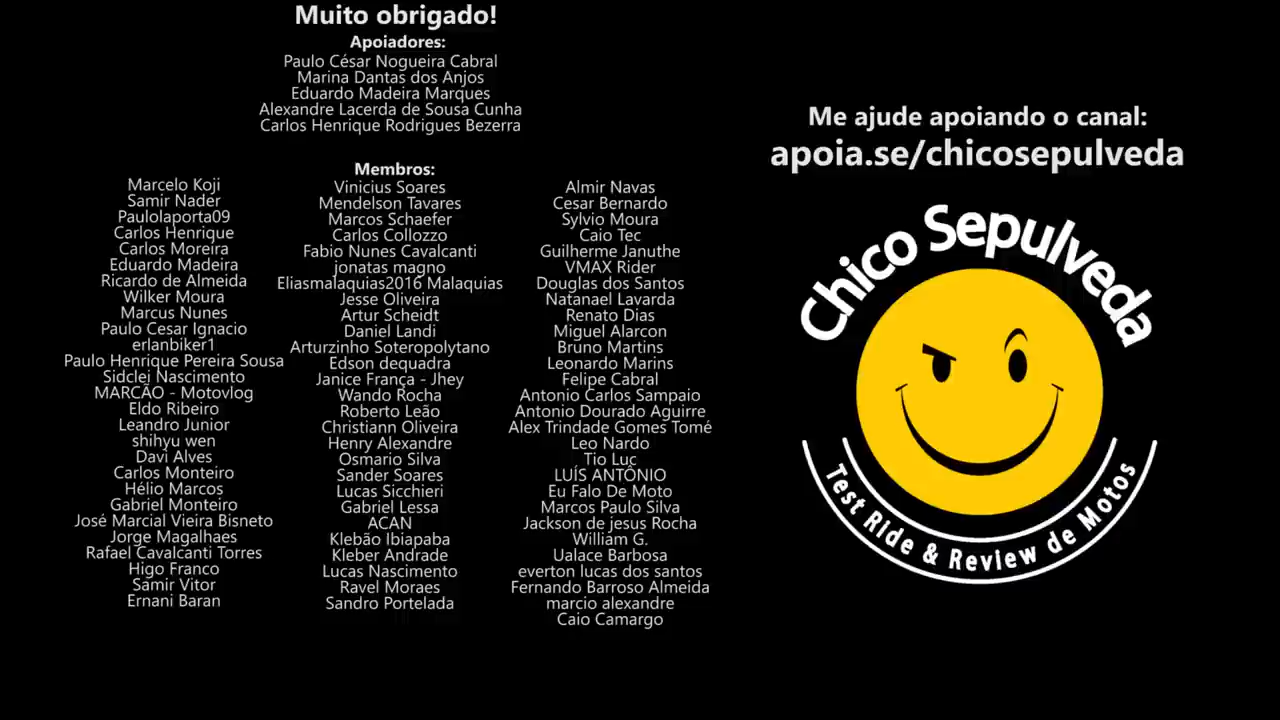 Muito obrigado!
Apoiadores:
Paulo César Nogueira Cabral
Marina Dantas dos Anjos
Eduardo Madeira Marques
Alexandre Lacerda de Sousa Cunha
Carlos Henrique Rodrigues Bezerra
Marcelo Koji
Samir Nader
Paulolaporta09
Carlos Henrique
Carlos Moreira
Eduardo Madeira
Ricardo de Almeida
Wilker Moura
Marcus Nunes
Paulo Cesar Ignacio
erlanbiker1
Paulo Henrique Pereira Sousa
Sidclei Nascimento
MARCÃO - Motovlog
Eldo Ribeiro
Leandro Junior
shihyu wen
Davi Alves
Carlos Monteiro
Hélio Marcos
Gabriel Monteiro
José Marcial Vieira Bisneto
Jorge Magalhaes
Rafael Cavalcanti Torres
Higo Franco
Samir Vitor
Ernani Baran
Membros:
Vinicius Soares
Mendelson Tavares
Marcos Schaefer
Carlos Collozzo
Fabio Nunes Cavalcanti
jonatas magno
Eliasmalaquias2016 Malaquias
Jesse Oliveira
Artur Scheidt
Daniel Landi
Arturzinho Soteropolytano
Edson dequadra
Janice França - Jhey
Wando Rocha
Roberto Leão
Christiann Oliveira
Henry Alexandre
Osmario Silva
Sander Soares
Lucas Sicchieri
Gabriel Lessa
ACAN
Klebão Ibiapaba
Kleber Andrade
Lucas Nascimento
Ravel Moraes
Sandro Portelada
Almir Navas
Cesar Bernardo
Sylvio Moura
Caio Tec
Guilherme Januthe
VMAX Rider
Douglas dos Santos
Natanael Lavarda
Renato Dias
Miguel Alarcon
Bruno Martins
Leonardo Marins
Felipe Cabral
Antonio Carlos Sampaio
Antonio Dourado Aguirre
Alex Trindade Gomes Tomé
Leo Nardo
Tio Luc
LUÍS ANTÔNIO
Eu Falo De Moto
Marcos Paulo Silva
Jackson de jesus Rocha
William G.
Ualace Barbosa
everton lucas dos santos
Fernando Barroso Almeida
marcio alexandre
Caio Camargo
Me ajude apoiando o canal:
apoia.se/chicosepulveda
Chico Sepulveda
Test Ride & Review de Motos